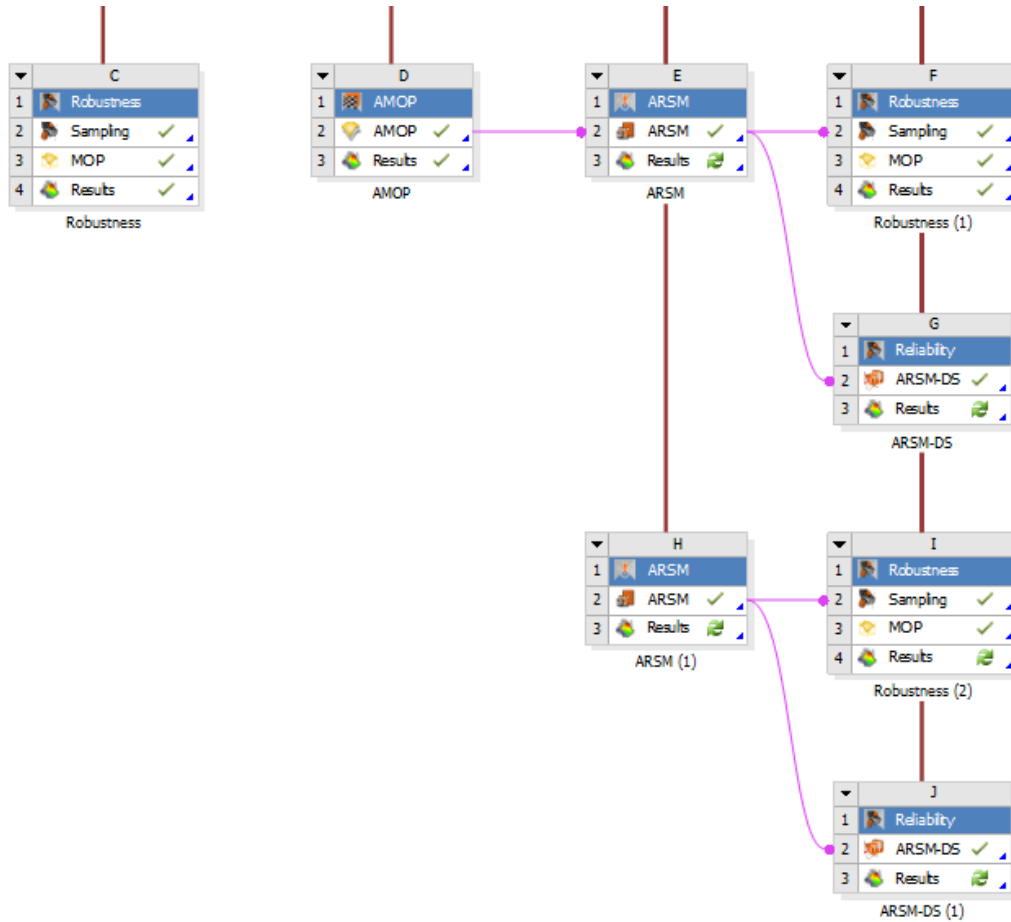 C
1 Robustness
2 Sampling
3 MOP
4 Results
Robustness
D
1 AMOP
2 AMOP
3 Results
AMOP
E
1 ARSM
2 ARSM
3 Results
ARSM
F
1 Robustness
2 Sampling
3 MOP
4 Results
Robustness (1)
G
1 Reliability
2 ARSM-DS
3 Results
ARSM-DS
H
1 ARSM
2 ARSM
3 Results
ARSM (1)
I
1 Robustness
2 Sampling
3 MOP
4 Results
Robustness (2)
J
1 Reliability
2 ARSM-DS
3 Results
ARSM-DS (1)